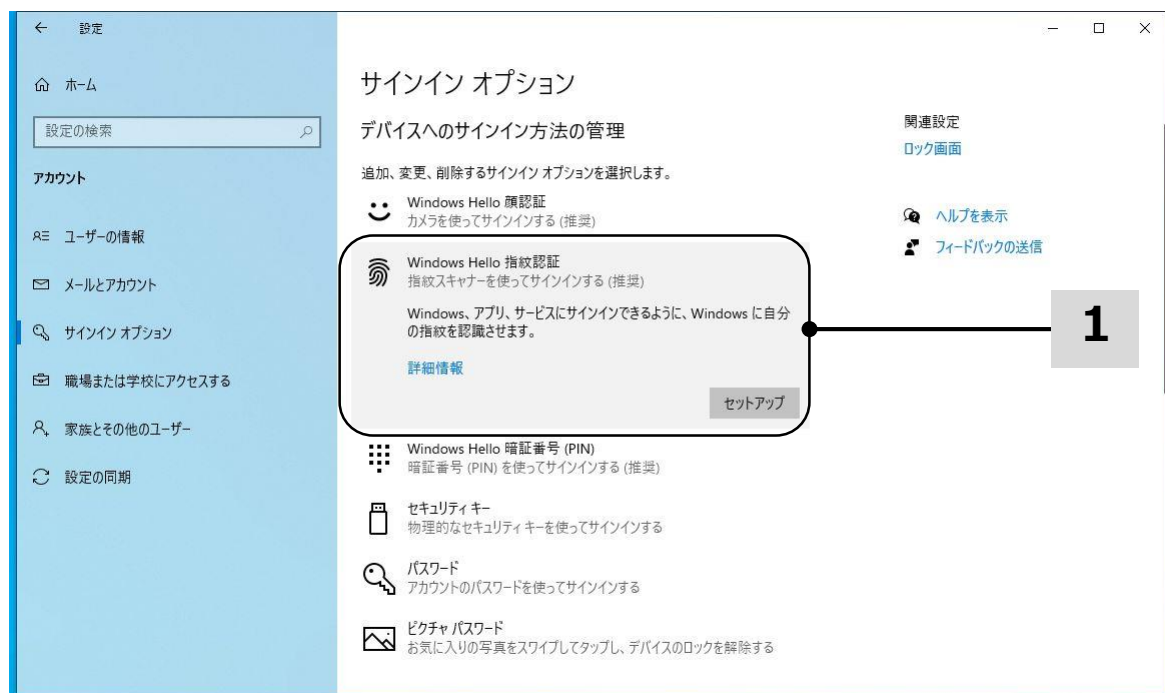 設定
ホーム
設定の検索
アカウント
ユーザーの情報
メールとアカウント
サインイン オプション
職場または学校にアクセスする
家族とその他のユーザー
設定の同期
サインイン オプション
デバイスへのサインイン方法の管理
追加、変更、削除するサインイン オプションを選択します。
Windows Hello 顔認証
カメラを使ってサインインする (推奨)
Windows Hello 指紋認証
指紋スキャナーを使ってサインインする (推奨)
Windows、アプリ、サービスにサインインできるように、Windows に自分
の指紋を認識させます。
詳細情報
セットアップ
Windows Hello 暗証番号 (PIN)
暗証番号 (PIN) を使ってサインインする (推奨)
セキュリティ キー
物理的なセキュリティ キーを使ってサインインする
パスワード
アカウントのパスワードを使ってサインインする
ピクチャ パスワード
お気に入りの写真をスワイプしてタップし、デバイスのロックを解除する
関連設定
ロック画面
ヘルプを表示
フィードバックの送信
1